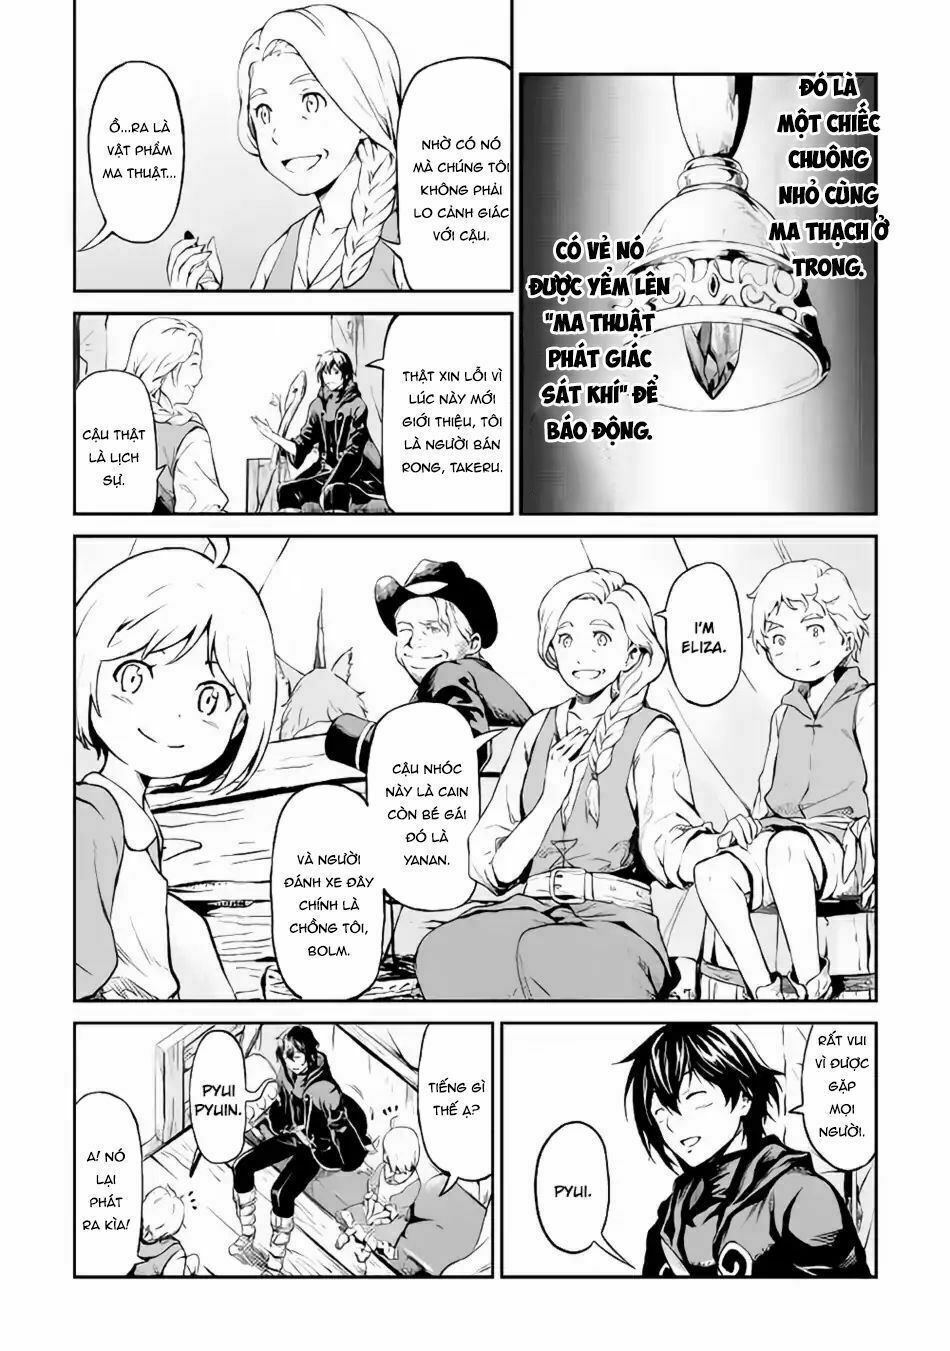 ĐÓ LÀ
MỘT CHIẾC
CHUÔNG
NHỎ CÙNG
MA THẠCH Ở
TRONG.
CÓ VẺ NÓ
ĐƯỢC YỂM LÊN
"MA THUẬT
PHÁT GIÁC
SÁT KHÍ" ĐỂ
BÁO ĐỘNG.
NHỜ CÓ NÓ
MÀ CHÚNG TÔI
KHÔNG PHẢI
LO CẢNH GIÁC
VỚI CẬU.
Ồ...RA LÀ
VẬT PHẨM
MA THUẬT...
THẬT XIN LỖI VÌ
LÚC NÀY MỚI
GIỚI THIỆU, TÔI
LÀ NGƯỜI BÁN
RONG, TAKERU.
CẬU THẬT
LÀ LỊCH
SỰ.
I'M
ELIZA.
CẬU NHÓC
NÀY LÀ CAIN
CÒN BÉ GÁI
ĐÓ LÀ
YANAN.
VÀ NGƯỜI
ĐÁNH XE ĐÂY
CHÍNH LÀ
CHỒNG TÔI,
BOLM.
RẤT VUI
VÌ ĐƯỢC
GẶP
MỌI
NGƯỜI.
PYUI.
TIẾNG GÌ
THẾ Ạ?
PYUI
PYUIN.
A! NÓ
LẠI
PHÁT
RA KÌA!